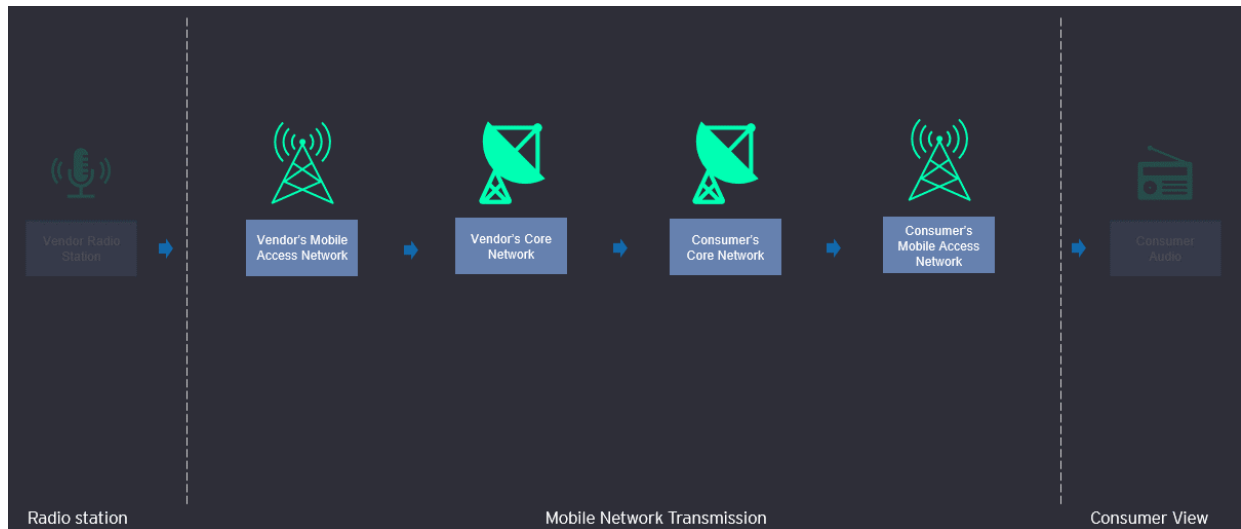 Vendor Radio
Station
Vendor's Mobile
Access Network
Vendor's Core
Network
Consumer's
Core Network
Consumer's
Mobile Access
Network
Consumer
Audio
Radio station
Mobile Network Transmission
Consumer View